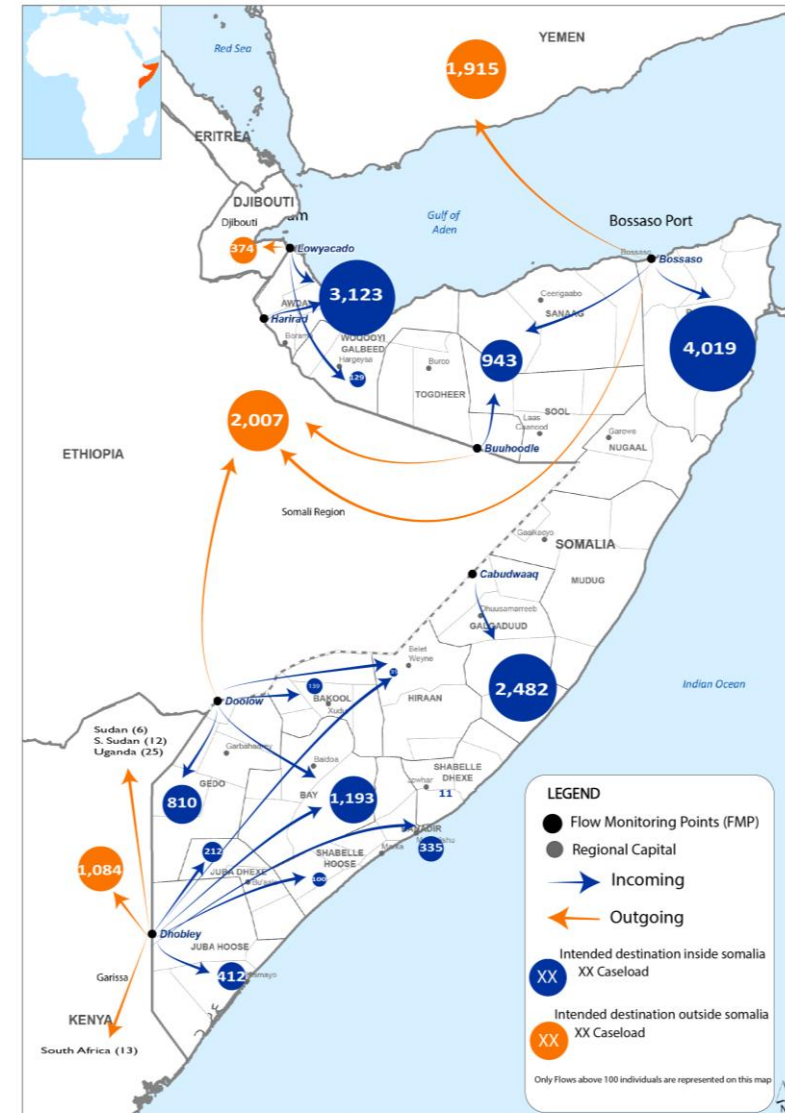 YEMEN
Red Sea
1,915
ERITREA
DJIBOUTI
Djibouti
Gulf of
Aden
Bossaso Port
374
Lowyacado
Bossaso
Bossaso
3,123
Ceerigaabo
SANAAG
Harirad
Borama
WOQOOYI
GALBEED
Hargeysa
129
943
4,019
Burco
TOGDHEER
2,007
SOOL
Laas
Caanood
Garowe
NUGAAL
Buuhoodle
ETHIOPIA
Somali Region
Gaalkacyo
SOMALIA
Cabudwaaq
MUDUG
Dhuusamarreeb
GALGADUUD
Belet
Weyne
2,482
Indian Ocean
Doolow
BAKOOL
Xudur
HIRAAN
Sudan (6)
S. Sudan (12)
Uganda (25)
Garbahaarey
GEDO
Baidoa
BAY
SHABELLE
DHEXE
Jowhar
11
810
1,193
335
212
JUBA DHEXE
SHABELLE
HOOSE
Marka
100
1,084
Dhobley
JUBA HOOSE
Garissa
412
KENYA
South Africa (13)
LEGEND
Flow Monitoring Points (FMP)
Regional Capital
Incoming
Outgoing
Intended destination inside somalia
XX XX Caseload
Intended destination outside somalia
XX XX Caseload
Only Flows above 100 individuals are represented on this map
N